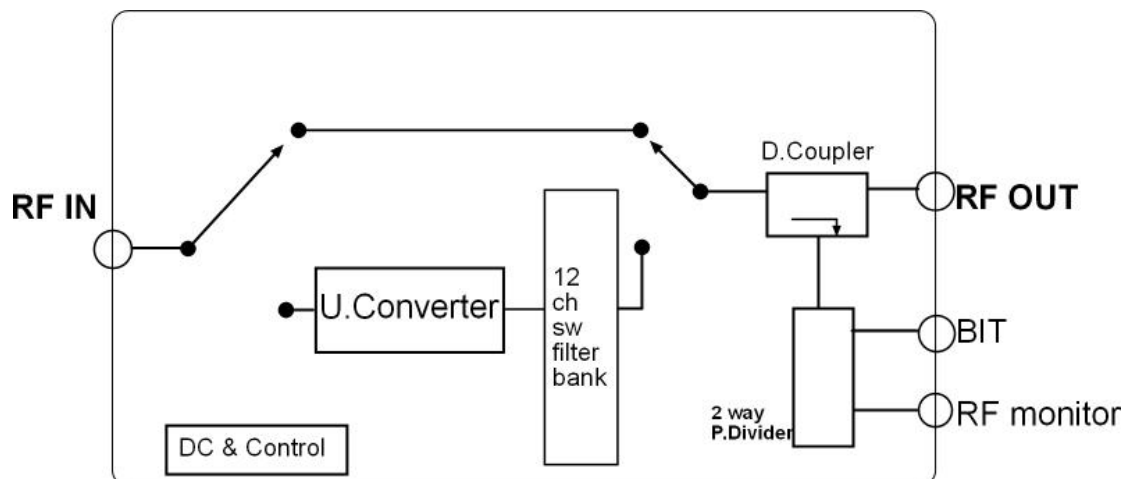 D.Coupler
RF IN
RF OUT
12
ch
sw
filter
bank
U.Converter
BIT
2 way
P.Divider
RF monitor
DC & Control